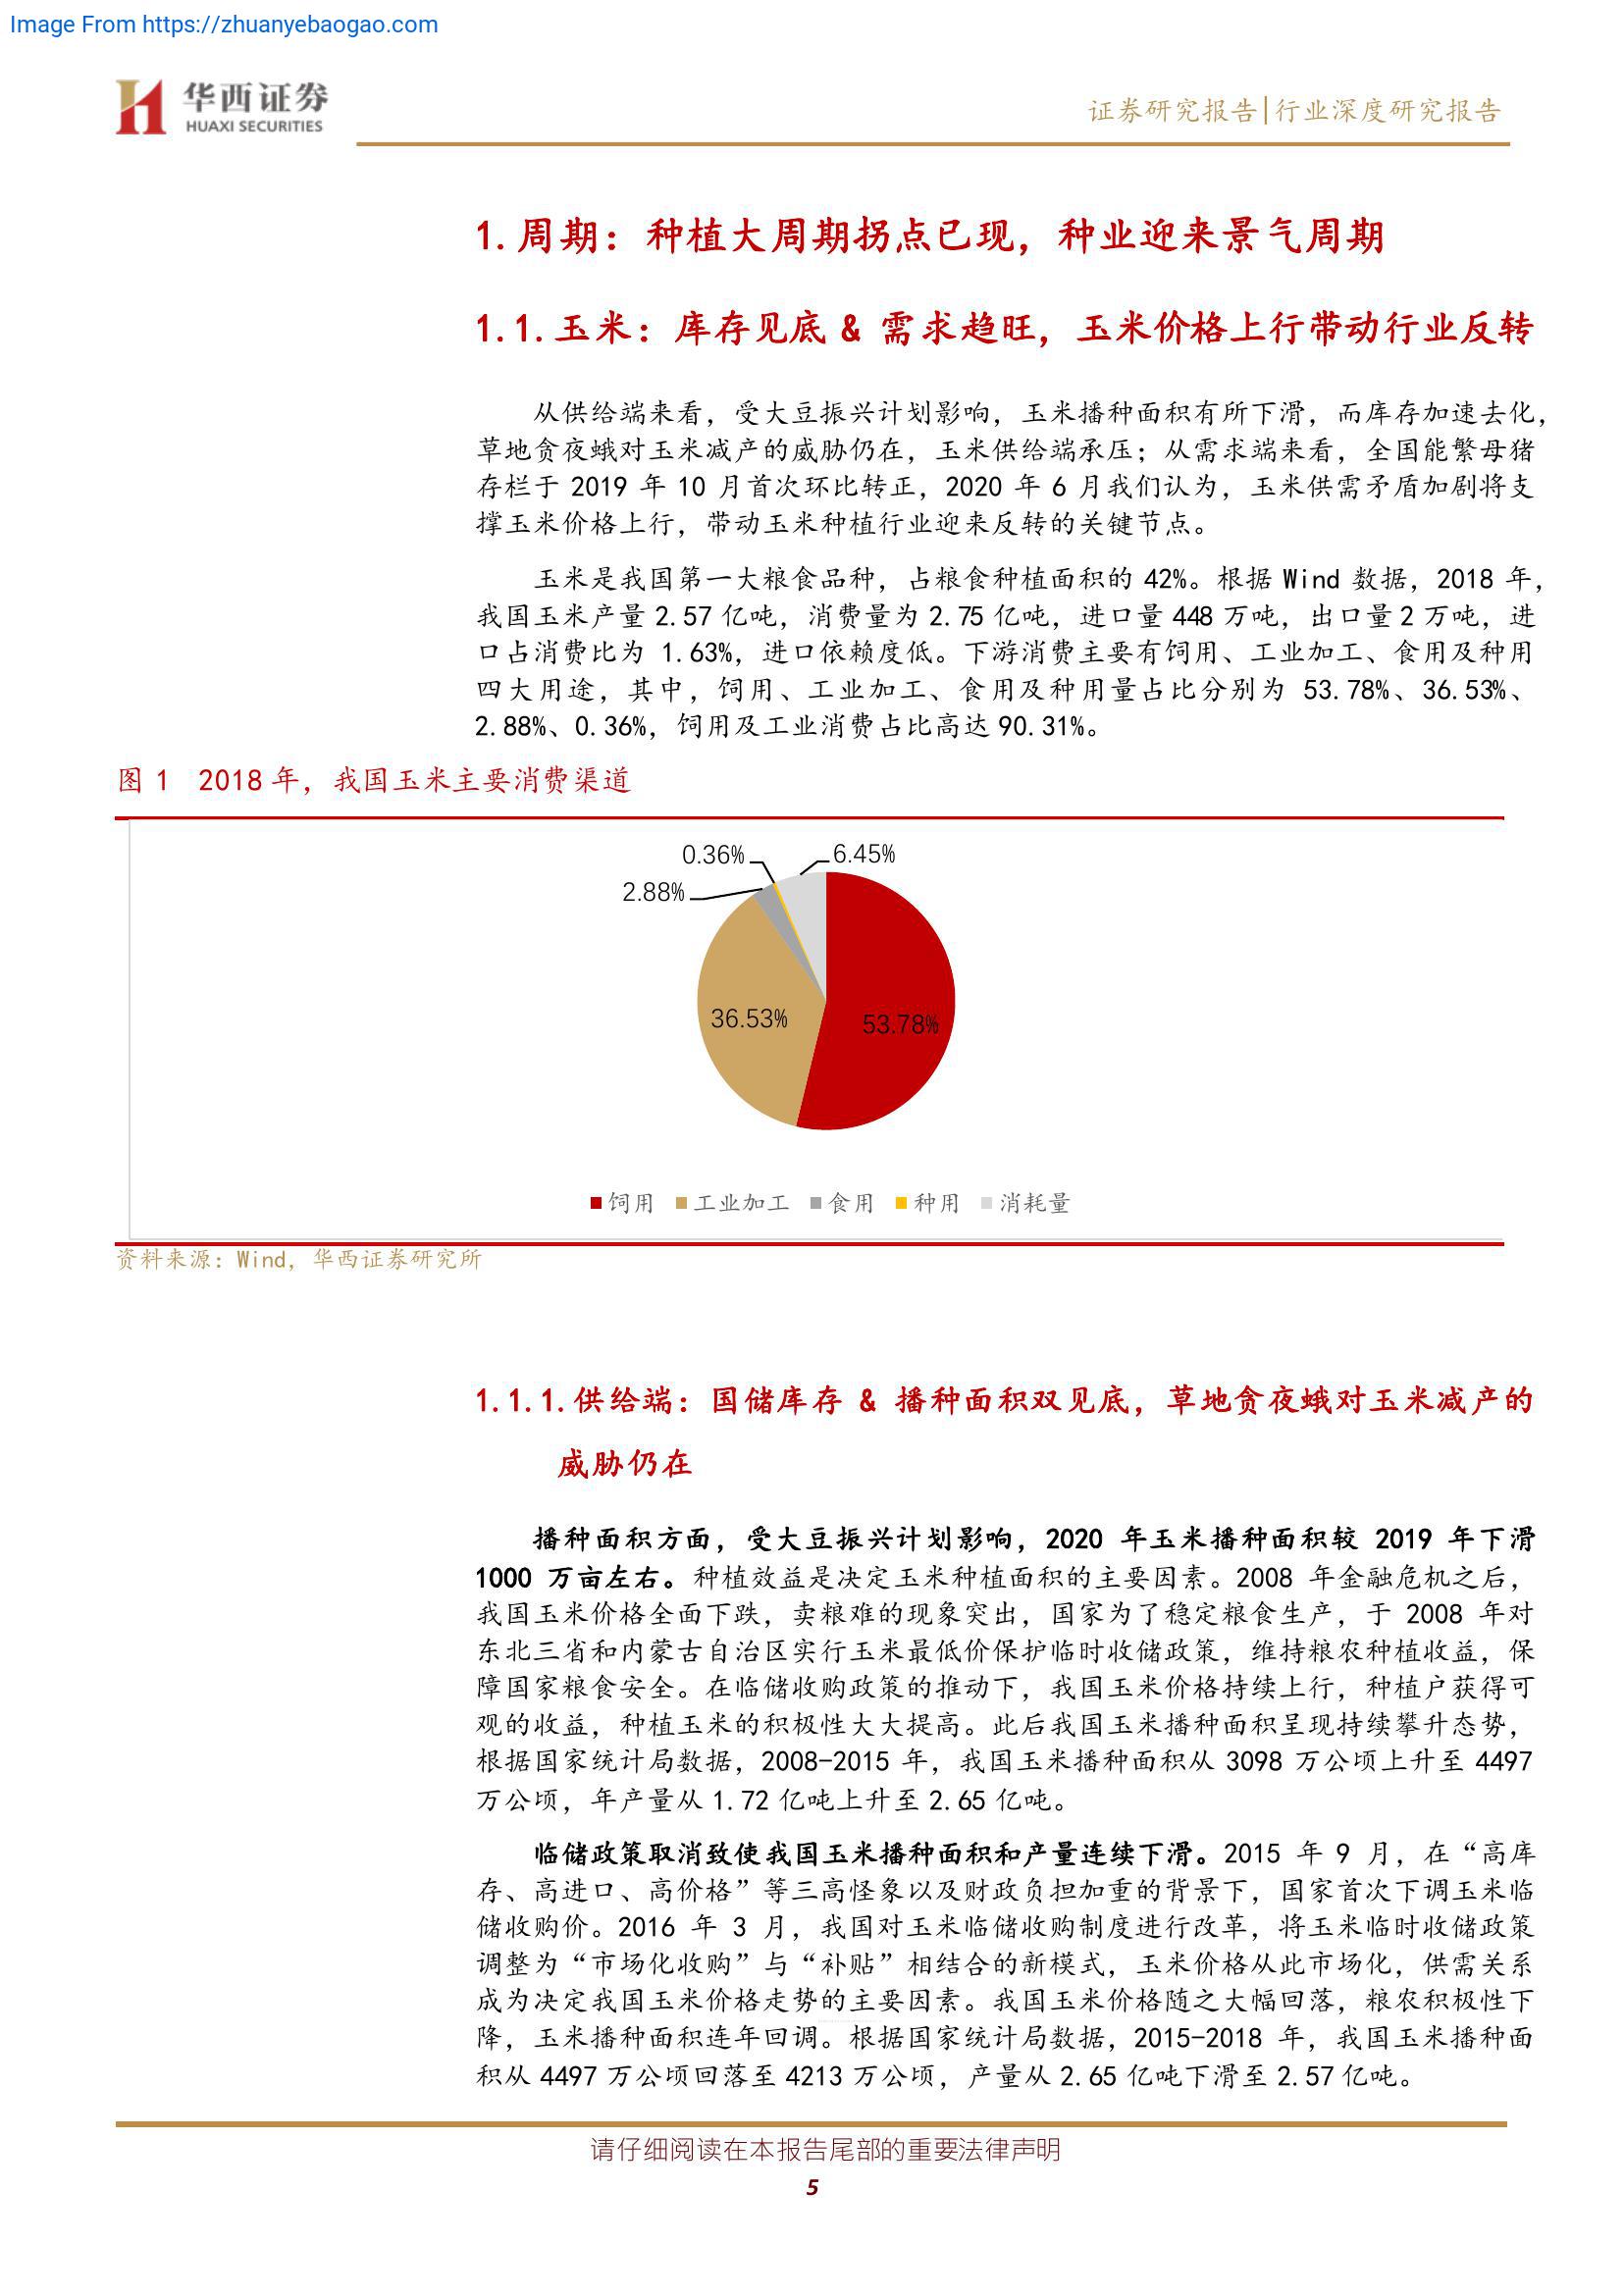 Image From https://zhuanyebaogao.com
华西证券
HUAXI SECURITIES
证券研究报告|行业深度研究报告
1.周期：种植大周期拐点已现，种业迎来景气周期
1.1.玉米：库存见底 & 需求趋旺，玉米价格上行带动行业反转
从供给端来看，受大豆振兴计划影响，玉米播种面积有所下滑，而库存加速去化，
草地贪夜蛾对玉米减产的威胁仍在，玉米供给端承压；从需求端来看，全国能繁母猪
存栏于 2019 年 10 月首次环比转正，2020 年 6 月我们认为，玉米供需矛盾加剧将支
撑玉米价格上行，带动玉米种植行业迎来反转的关键节点。
玉米是我国第一大粮食品种，占粮食种植面积的 42%。根据 Wind 数据，2018 年，
我国玉米产量 2.57 亿吨，消费量为 2.75 亿吨，进口量 448 万吨，出口量 2 万吨，进
口占消费比为 1.63%，进口依赖度低。下游消费主要有饲用、工业加工、食用及种用
四大用途，其中，饲用、工业加工、食用及种用量占比分别为 53.78%、36.53%、
2.88%、0.36%，饲用及工业消费占比高达 90.31%。
图 1 2018 年，我国玉米主要消费渠道
0.36%
6.45%
2.88%
36.53%
53.78%
饲用 工业加工 食用 种用 消耗量
资料来源：Wind，华西证券研究所
1.1.1.供给端：国储库存 & 播种面积双见底，草地贪夜蛾对玉米减产的
威胁仍在
播种面积方面，受大豆振兴计划影响，2020 年玉米播种面积较 2019 年下滑
1000 万亩左右。种植效益是决定玉米种植面积的主要因素。2008 年金融危机之后，
我国玉米价格全面下跌，卖粮难的现象突出，国家为了稳定粮食生产，于 2008 年对
东北三省和内蒙古自治区实行玉米最低价保护临时收储政策，维持粮农种植收益，保
障国家粮食安全。在临储收购政策的推动下，我国玉米价格持续上行，种植户获得可
观的收益，种植玉米的积极性大大提高。此后我国玉米播种面积呈现持续攀升态势，
根据国家统计局数据，2008-2015 年，我国玉米播种面积从 3098 万公顷上升至 4497
万公顷，年产量从 1.72 亿吨上升至 2.65 亿吨。
临储政策取消致使我国玉米播种面积和产量连续下滑。2015 年 9 月，在“高库
存、高进口、高价格”等三高怪象以及财政负担加重的背景下，国家首次下调玉米临
储收购价。2016 年 3 月，我国对玉米临储收购制度进行改革，将玉米临时收储政策
调整为“市场化收购”与“补贴”相结合的新模式，玉米价格从此市场化，供需关系
成为决定我国玉米价格走势的主要因素。我国玉米价格随之大幅回落，粮农积极性下
降，玉米播种面积连年回调。根据国家统计局数据，2015-2018 年，我国玉米播种面
积从 4497 万公顷回落至 4213 万公顷，产量从 2.65 亿吨下滑至 2.57 亿吨。
请仔细阅读在本报告尾部的重要法律声明
5